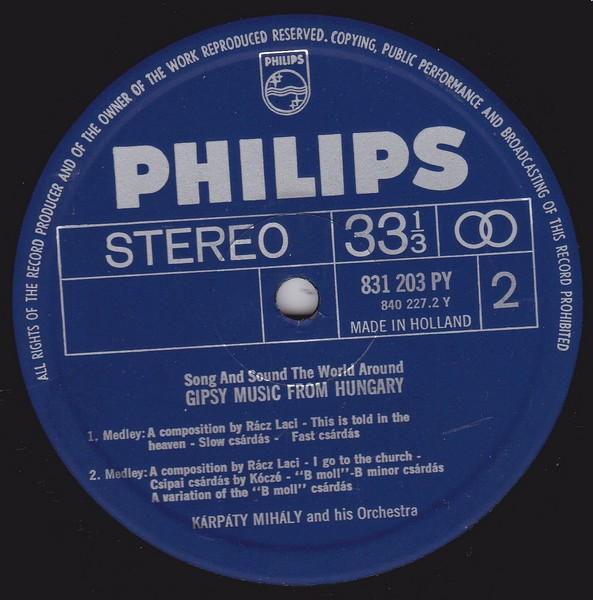 ALL RIGHTS OF THE RECORD PRODUCER AND OF THE OWNER OF THE WORK REPRODUCED RESERVED. COPYING, PUBLIC PERFORMANCE AND BROADCASTING OF THIS RECORD PROHIBITED
PHILIPS
PHILIPS
STEREO
33 1/3
831 203 PY
840 227.2 Y
2
MADE IN HOLLAND
Song And Sound The World Around
GIPSY MUSIC FROM HUNGARY
1. Medley: A composition by Rácz Laci - This is told in the
heaven - Slow csárdás - Fast csárdás
2. Medley: A composition by Rácz Laci - I go to the church -
Csipai csárdás by Kóczé - "B moll"-B minor csárdás
A variation of the "B moll" csárdás
KÁRPÁTY MIHÁLY and his Orchestra